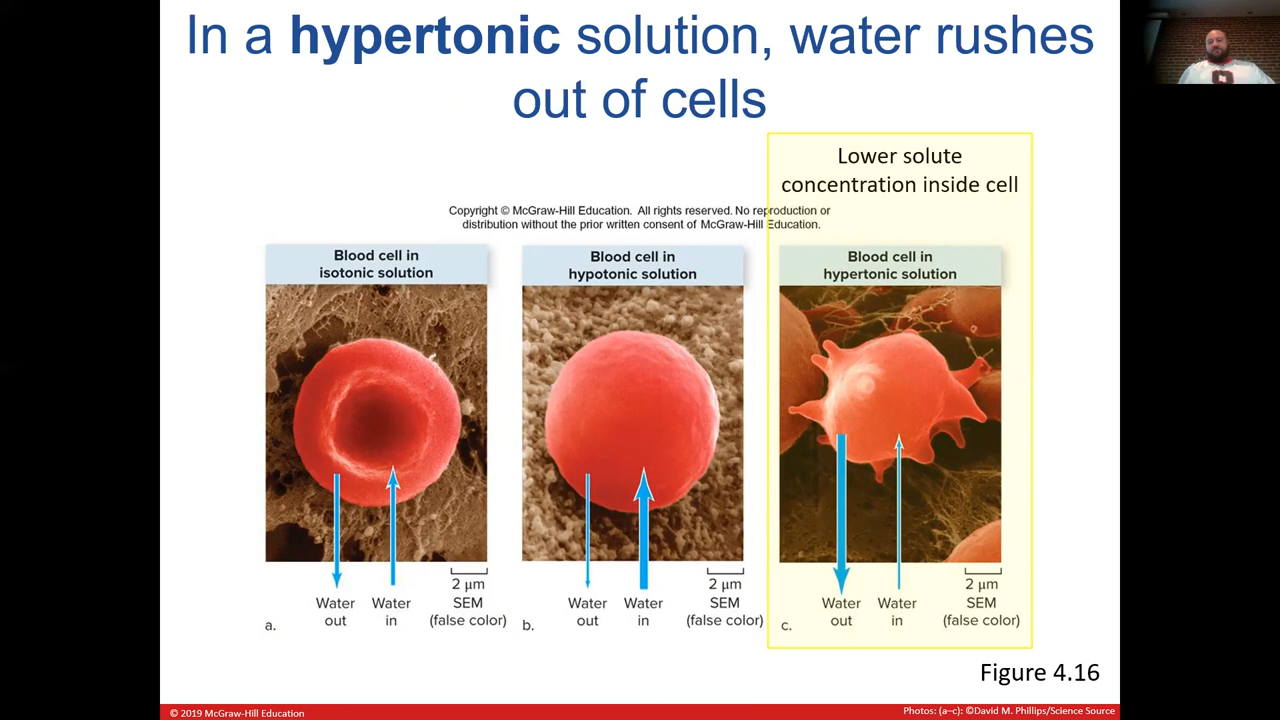 In a hypertonic solution, water rushes
out of cells
Lower solute
concentration inside cell
Copyright © McGraw-Hill Education. All rights reserved. No reproduction or
distribution without the prior written consent of McGraw-Hill Education.
Blood cell in
isotonic solution
Blood cell in
hypotonic solution
Blood cell in
hypertonic solution
2 µm
Water
out
Water
in
SEM
(false color)
a.
2 µm
Water
out
Water
in
SEM
(false color)
b.
2 µm
Water
out
Water
in
SEM
(false color)
c.
Figure 4.16
© 2019 McGraw-Hill Education
Photos: (a–c): ©David M. Phillips/Science Source